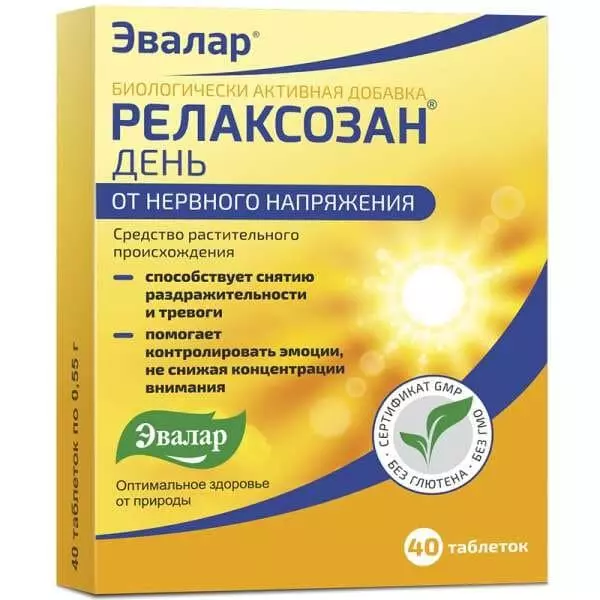 Эвалар®
БИОЛОГИЧЕСКИ АКТИВНАЯ ДОБАВКА
РЕЛАКСОЗАН®
ДЕНЬ
ОТ НЕРВНОГО НАПРЯЖЕНИЯ
Средство растительного
происхождения
– способствует снятию
раздражительности
и тревоги
– помогает
контролировать эмоции,
не снижая концентрации
внимания
Эвалар
Оптимальное здоровье
от природы
СЕРТИФИКАТ GMP · БЕЗ ГЛЮТЕНА · БЕЗ ГМО
40 таблеток
40 таблеток по 0,55 г